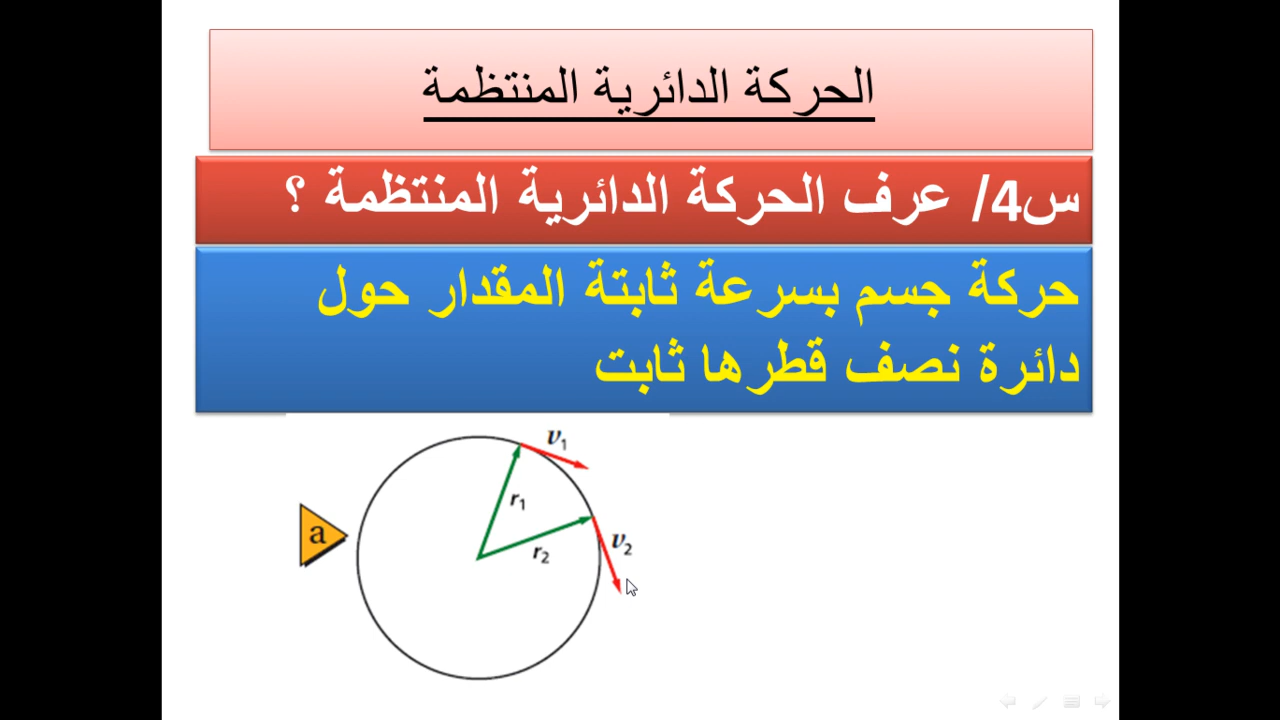 الحركة الدائرية المنتظمة
س4/ عرف الحركة الدائرية المنتظمة ؟
حركة جسم بسرعة ثابتة المقدار حول
دائرة نصف قطرها ثابت
v₁
r₁
a
v₂
r₂